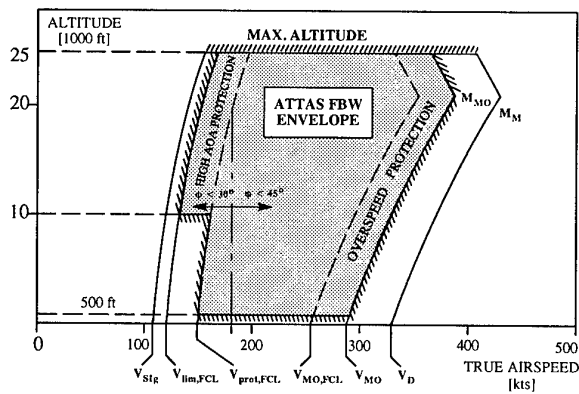 ALTITUDE
[1000 ft]
MAX. ALTITUDE
25
20
10
500 ft
HIGH AOA PROTECTION
ATTAS FBW
ENVELOPE
OVERSPEED PROTECTION
M_MO
M_M
φ < 30° φ < 45°
0 100 200 300 400 500
V_S1g V_lim,FCL V_prot,FCL V_MO,FCL V_MO V_D TRUE AIRSPEED
[kts]